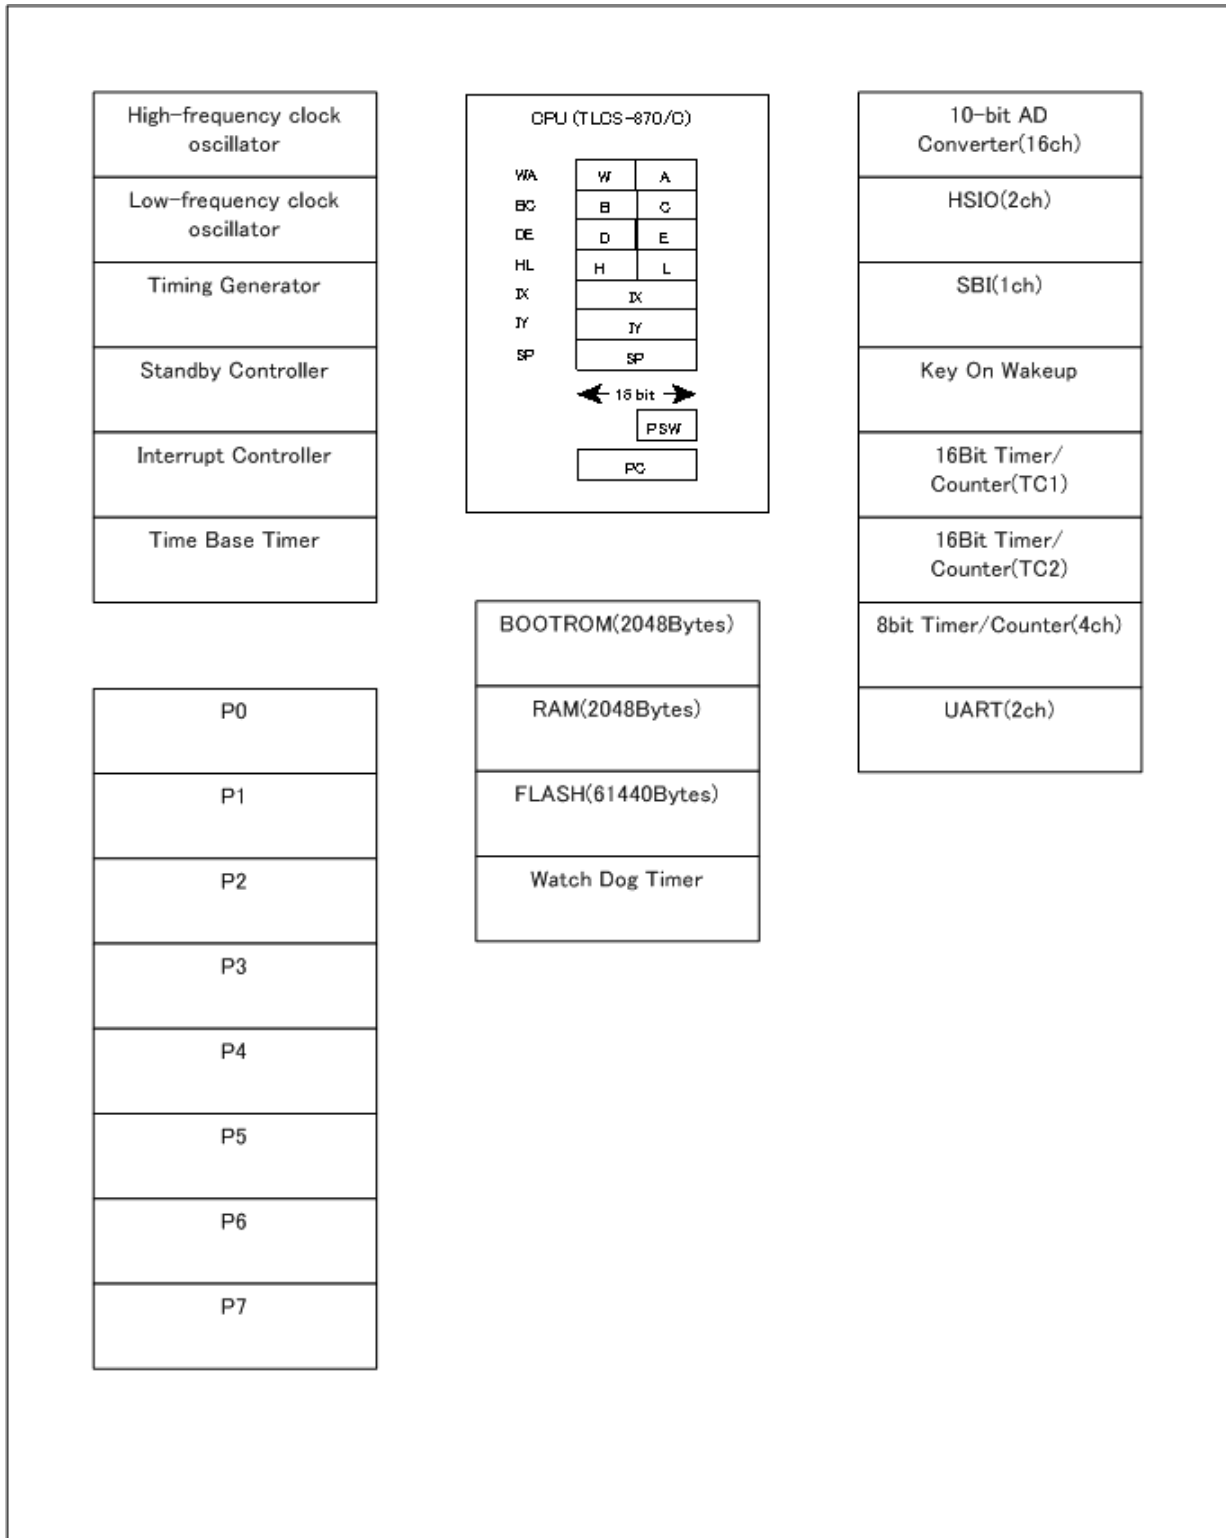 High-frequency clock
oscillator
Low-frequency clock
oscillator
Timing Generator
Standby Controller
Interrupt Controller
Time Base Timer
P0
P1
P2
P3
P4
P5
P6
P7
CPU (TLCS-870/C)
WA W A
BC B C
DE D E
HL H L
IX IX
IY IY
SP SP
16 bit
PSW
PC
BOOTROM(2048Bytes)
RAM(2048Bytes)
FLASH(61440Bytes)
Watch Dog Timer
10-bit AD
Converter(16ch)
HSIO(2ch)
SBI(1ch)
Key On Wakeup
16Bit Timer/
Counter(TC1)
16Bit Timer/
Counter(TC2)
8bit Timer/Counter(4ch)
UART(2ch)